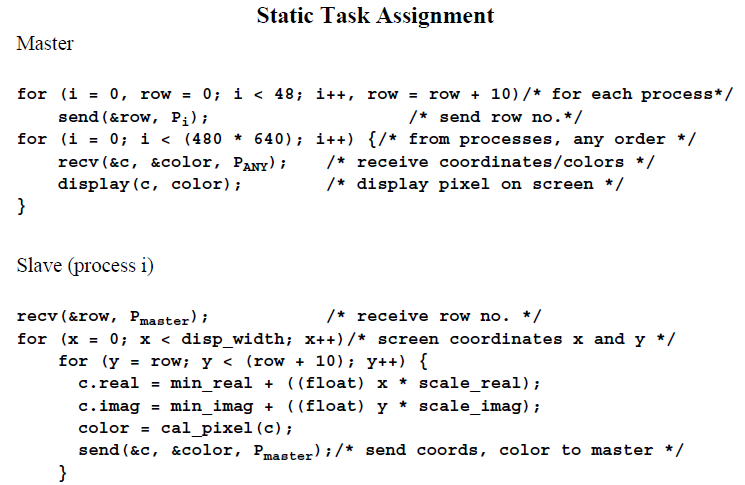 Static Task Assignment
Master
for (i = 0, row = 0; i < 48; i++, row = row + 10)/* for each process*/
send(&row, Pi); /* send row no.*/
for (i = 0; i < (480 * 640); i++) {/* from processes, any order */
recv(&c, &color, PANY); /* receive coordinates/colors */
display(c, color); /* display pixel on screen */
}
Slave (process i)
recv(&row, Pmaster); /* receive row no. */
for (x = 0; x < disp_width; x++)/* screen coordinates x and y */
for (y = row; y < (row + 10); y++) {
c.real = min_real + ((float) x * scale_real);
c.imag = min_imag + ((float) y * scale_imag);
color = cal_pixel(c);
send(&c, &color, Pmaster);/* send coords, color to master */
}